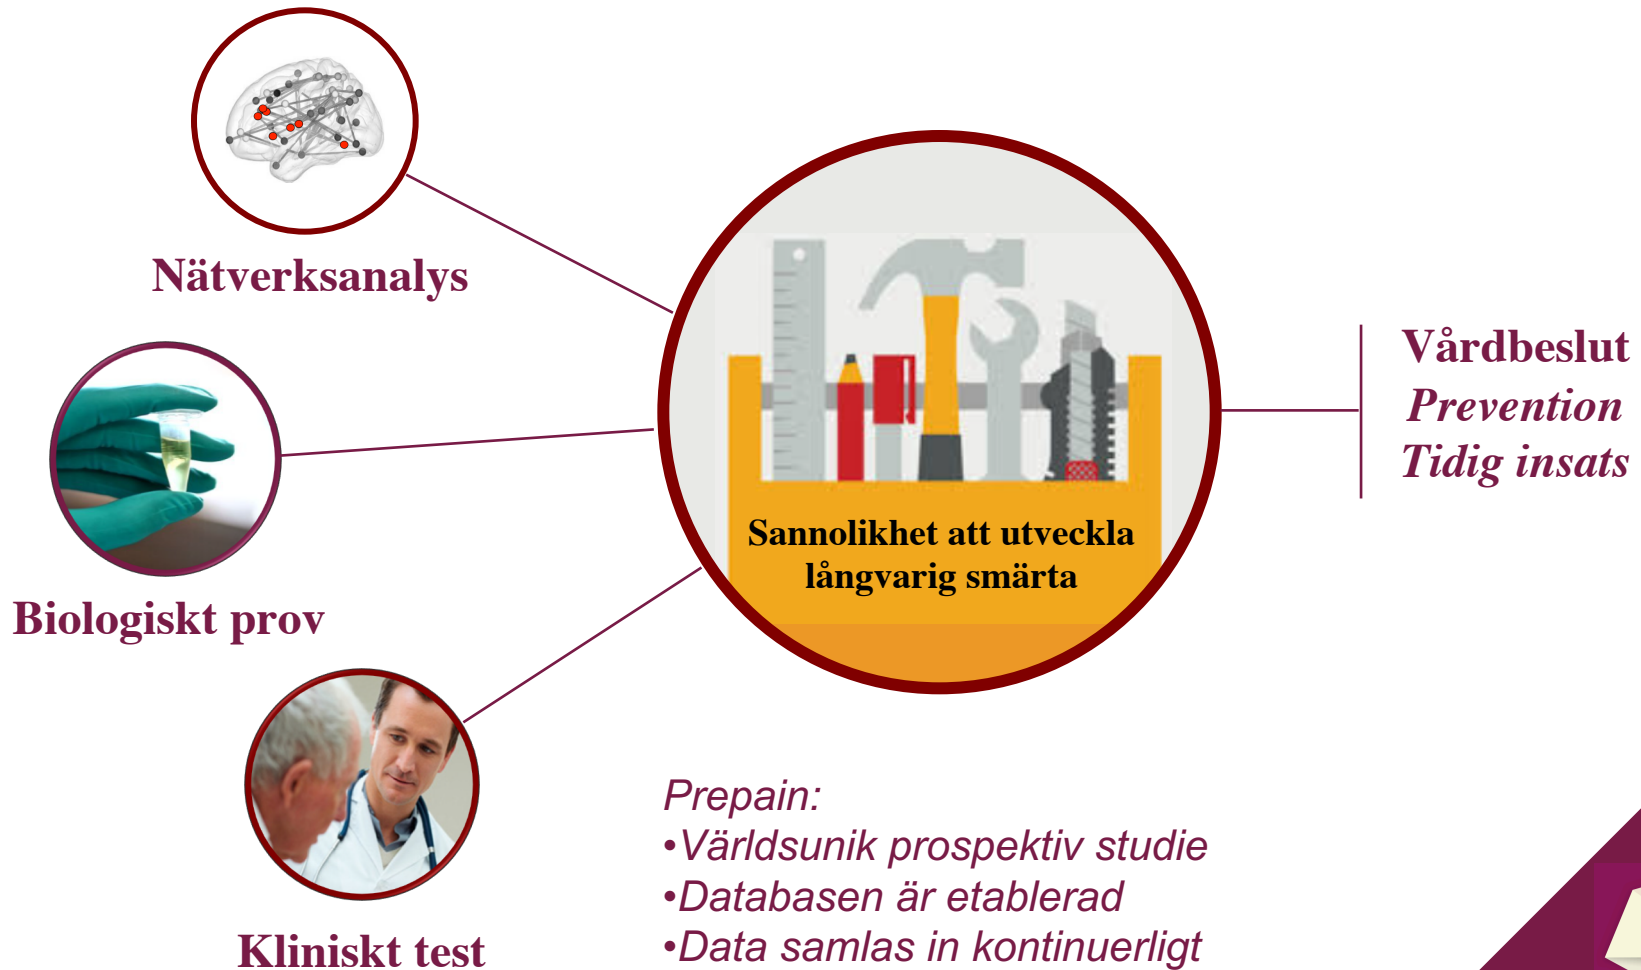 Nätverksanalys
Biologiskt prov
Kliniskt test
Sannolikhet att utveckla
långvarig smärta
Vårdbeslut
Prevention
Tidig insats
Prepain:
•Världsunik prospektiv studie
•Databasen är etablerad
•Data samlas in kontinuerligt